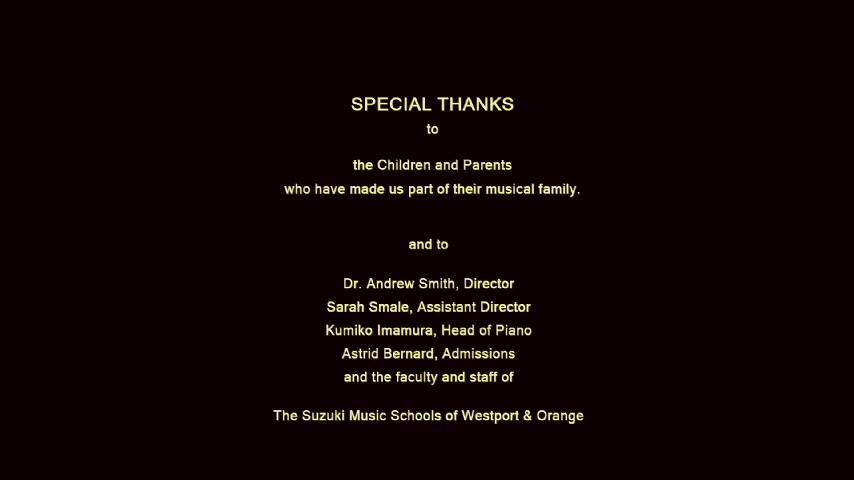 SPECIAL THANKS
to
the Children and Parents
who have made us part of their musical family.
and to
Dr. Andrew Smith, Director
Sarah Smale, Assistant Director
Kumiko Imamura, Head of Piano
Astrid Bernard, Admissions
and the faculty and staff of
The Suzuki Music Schools of Westport & Orange